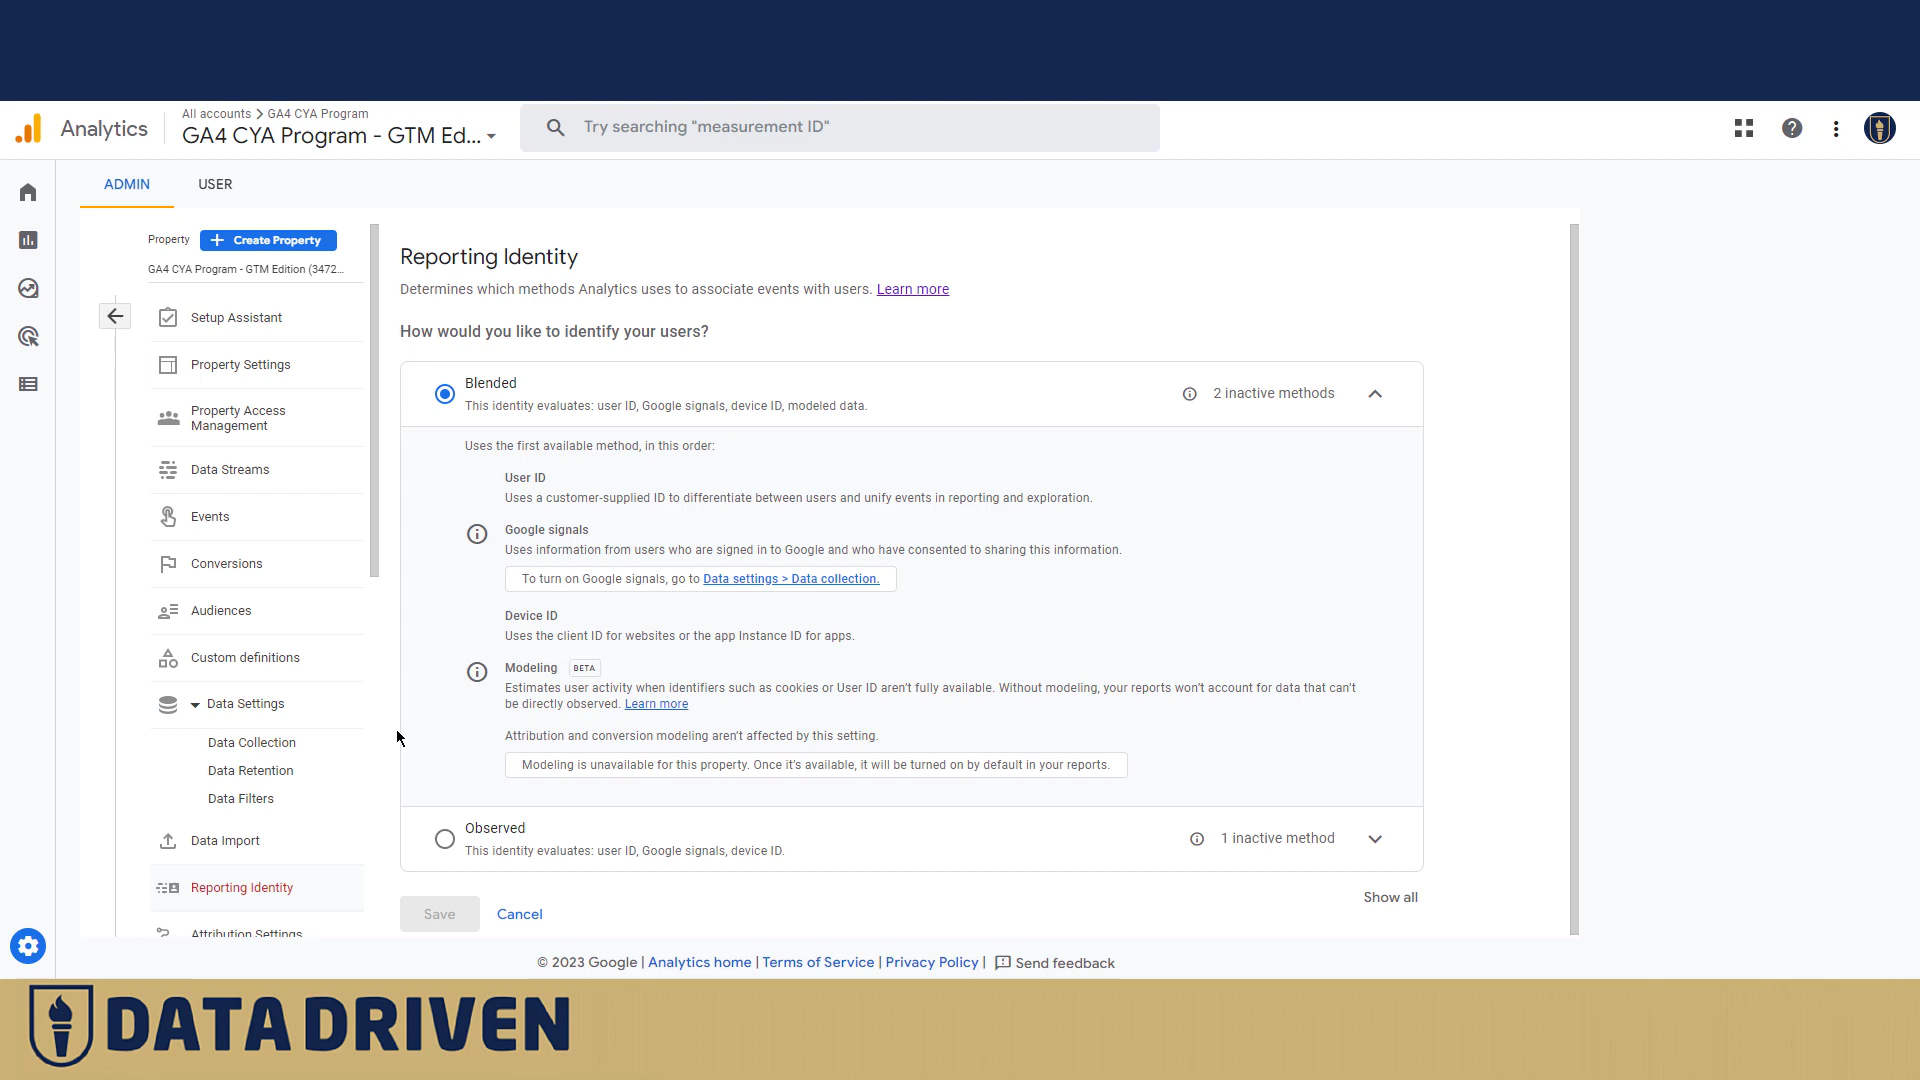 Analytics
All accounts > GA4 CYA Program
GA4 CYA Program - GTM Ed...
Try searching "measurement ID"
ADMIN
USER
Property
Create Property
GA4 CYA Program - GTM Edition (3472...
Setup Assistant
Property Settings
Property Access
Management
Data Streams
Events
Conversions
Audiences
Custom definitions
Data Settings
Data Collection
Data Retention
Data Filters
Data Import
Reporting Identity
Attribution Settings
Reporting Identity
Determines which methods Analytics uses to associate events with users. Learn more
How would you like to identify your users?
Blended
This identity evaluates: user ID, Google signals, device ID, modeled data.
2 inactive methods
Uses the first available method, in this order:
User ID
Uses a customer-supplied ID to differentiate between users and unify events in reporting and exploration.
Google signals
Uses information from users who are signed in to Google and who have consented to sharing this information.
To turn on Google signals, go to Data settings > Data collection.
Device ID
Uses the client ID for websites or the app Instance ID for apps.
Modeling BETA
Estimates user activity when identifiers such as cookies or User ID aren't fully available. Without modeling, your reports won't account for data that can't
be directly observed. Learn more
Attribution and conversion modeling aren't affected by this setting.
Modeling is unavailable for this property. Once it's available, it will be turned on by default in your reports.
Observed
This identity evaluates: user ID, Google signals, device ID.
1 inactive method
Show all
Save
Cancel
© 2023 Google | Analytics home | Terms of Service | Privacy Policy | Send feedback
DATA DRIVEN